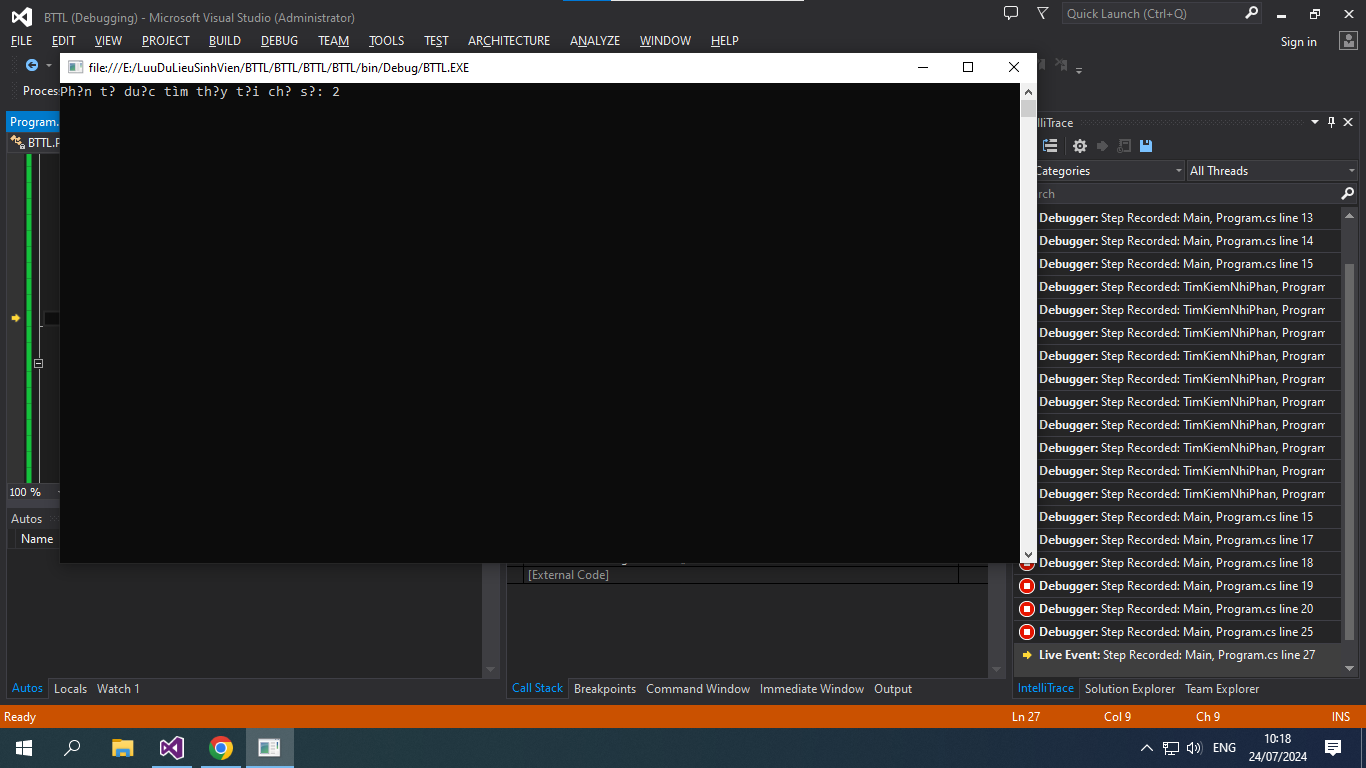 BTTL (Debugging) - Microsoft Visual Studio (Administrator)
Quick Launch (Ctrl+Q)
FILE EDIT VIEW PROJECT BUILD DEBUG TEAM TOOLS TEST ARCHITECTURE ANALYZE WINDOW HELP
Sign in
file:///E:/LuuDuLieuSinhVien/BTTL/BTTL/BTTL/BTTL/bin/Debug/BTTL.EXE
Ph?n t? du?c tìm th?y t?i ch? s?: 2
Program.
BTTL.P
100 %
Autos
Name
[External Code]
Autos Locals Watch 1
Call Stack Breakpoints Command Window Immediate Window Output
All Threads
Debugger: Step Recorded: Main, Program.cs line 13
Debugger: Step Recorded: Main, Program.cs line 14
Debugger: Step Recorded: Main, Program.cs line 15
Debugger: Step Recorded: TimKiemNhiPhan, Program
Debugger: Step Recorded: TimKiemNhiPhan, Program
Debugger: Step Recorded: TimKiemNhiPhan, Program
Debugger: Step Recorded: TimKiemNhiPhan, Program
Debugger: Step Recorded: TimKiemNhiPhan, Program
Debugger: Step Recorded: TimKiemNhiPhan, Program
Debugger: Step Recorded: TimKiemNhiPhan, Program
Debugger: Step Recorded: TimKiemNhiPhan, Program
Debugger: Step Recorded: TimKiemNhiPhan, Program
Debugger: Step Recorded: TimKiemNhiPhan, Program
Debugger: Step Recorded: Main, Program.cs line 15
Debugger: Step Recorded: Main, Program.cs line 17
Debugger: Step Recorded: Main, Program.cs line 18
Debugger: Step Recorded: Main, Program.cs line 19
Debugger: Step Recorded: Main, Program.cs line 20
Debugger: Step Recorded: Main, Program.cs line 25
Live Event: Step Recorded: Main, Program.cs line 27
IntelliTrace Solution Explorer Team Explorer
Ready
Ln 27 Col 9 Ch 9 INS
ENG
10:18
24/07/2024